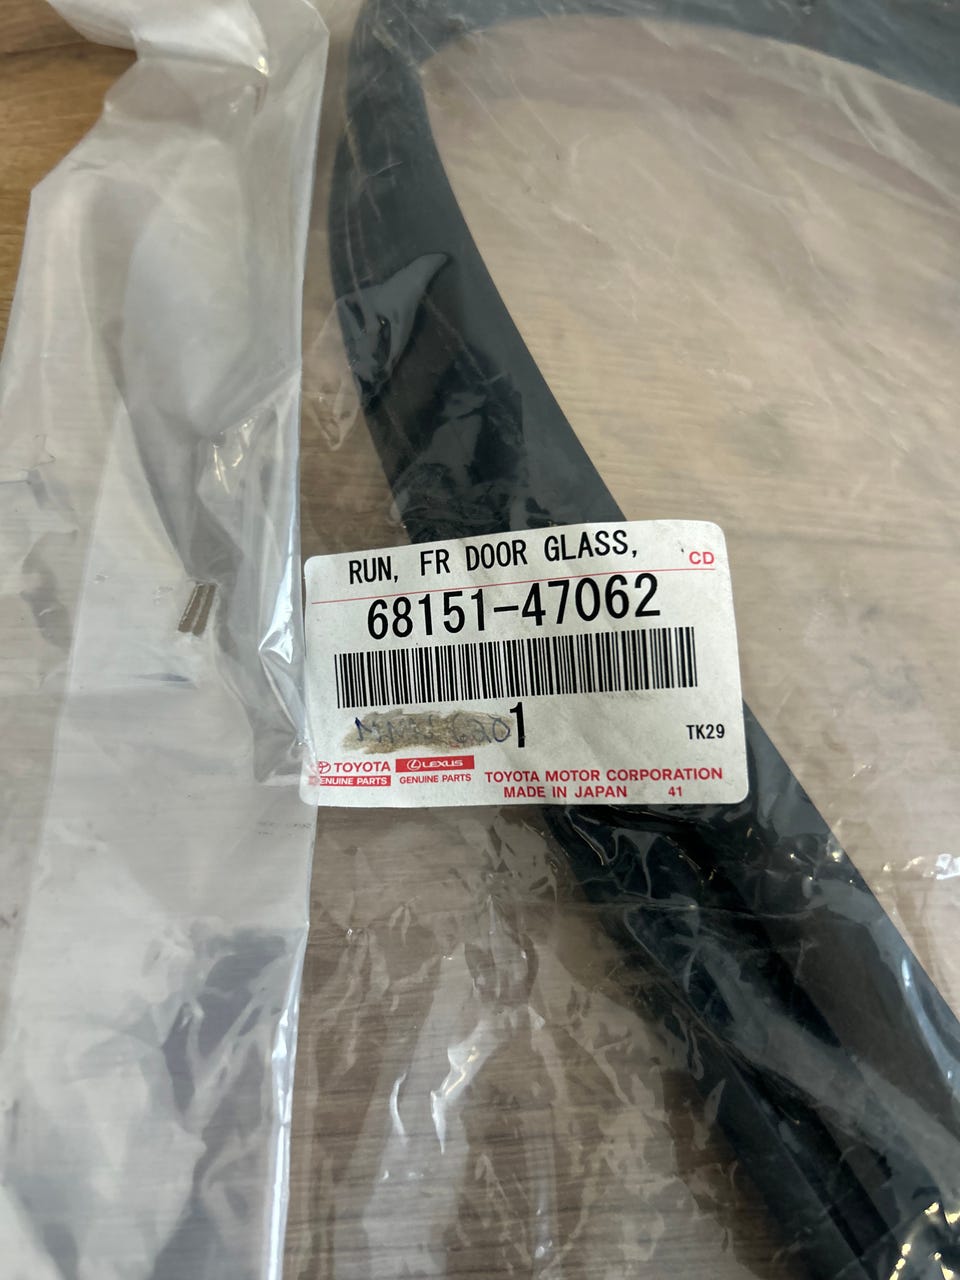 RUN, FR DOOR GLASS,
CD
68151-47062
1
TK29
TOYOTA
GENUINE PARTS
LEXUS
GENUINE PARTS
TOYOTA MOTOR CORPORATION
MADE IN JAPAN 41